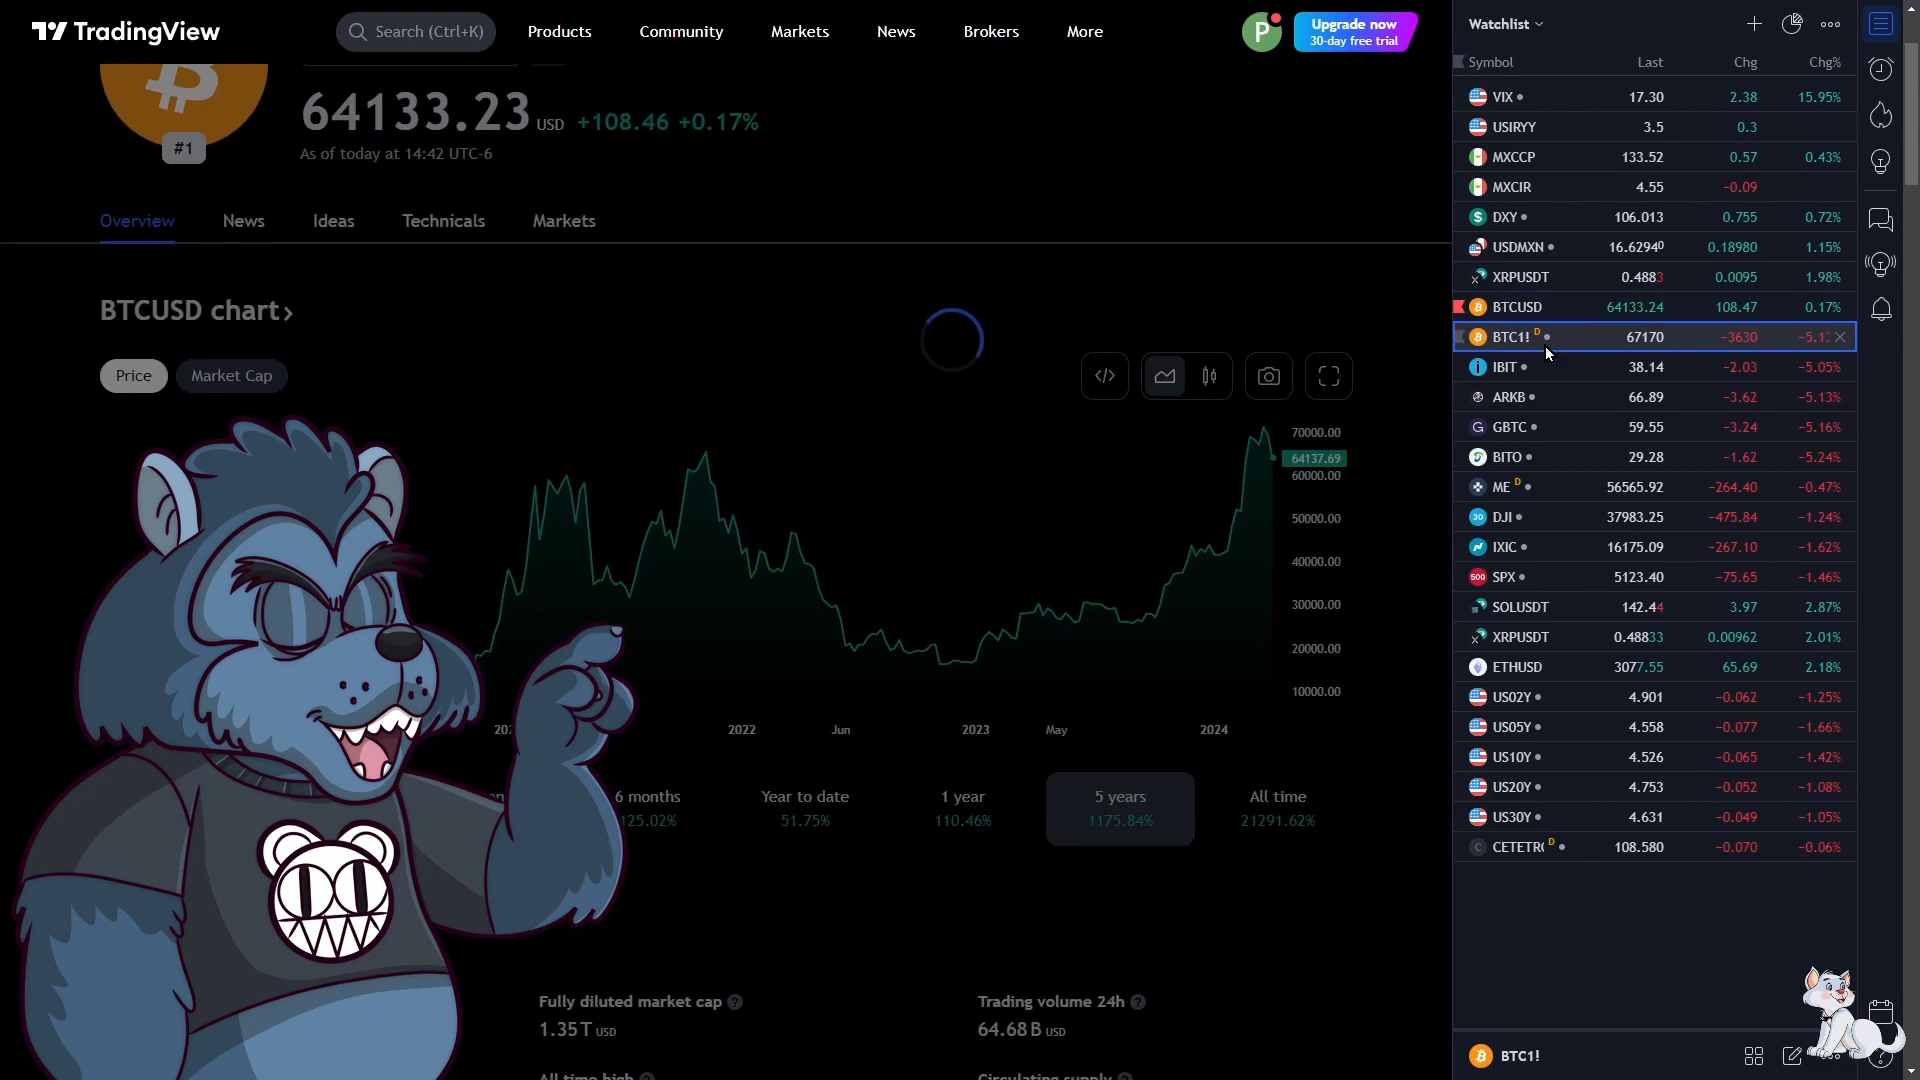 TradingView
Search (Ctrl+K)
Products
Community
Markets
News
Brokers
More
P
Upgrade now
30-day free trial
#1
64133.23 USD +108.46 +0.17%
As of today at 14:42 UTC-6
Overview
News
Ideas
Technicals
Markets
BTCUSD chart ›
Price
Market Cap
70000.00
64137.69
60000.00
50000.00
40000.00
30000.00
20000.00
10000.00
2022
Jun
2023
May
2024
6 months
125.02%
Year to date
51.75%
1 year
110.46%
5 years
1175.84%
All time
21291.62%
Fully diluted market cap ?
1.35 T USD
Trading volume 24h ?
64.68 B USD
All time high
Circulating supply
Watchlist
Symbol Last Chg Chg%
VIX 17.30 2.38 15.95%
USIRYY 3.5 0.3
MXCCP 133.52 0.57 0.43%
MXCIR 4.55 −0.09
DXY 106.013 0.755 0.72%
USDMXN 16.62940 0.18980 1.15%
XRPUSDT 0.4883 0.0095 1.98%
BTCUSD 64133.24 108.47 0.17%
BTC1! D 67170 −3630 −5.1
IBIT 38.14 −2.03 −5.05%
ARKB 66.89 −3.62 −5.13%
GBTC 59.55 −3.24 −5.16%
BITO 29.28 −1.62 −5.24%
ME D 56565.92 −264.40 −0.47%
30 DJI 37983.25 −475.84 −1.24%
IXIC 16175.09 −267.10 −1.62%
500 SPX 5123.40 −75.65 −1.46%
SOLUSDT 142.44 3.97 2.87%
XRPUSDT 0.48833 0.00962 2.01%
ETHUSD 3077.55 65.69 2.18%
US02Y 4.901 −0.062 −1.25%
US05Y 4.558 −0.077 −1.66%
US10Y 4.526 −0.065 −1.42%
US20Y 4.753 −0.052 −1.08%
US30Y 4.631 −0.049 −1.05%
C CETETR D 108.580 −0.070 −0.06%
BTC1!